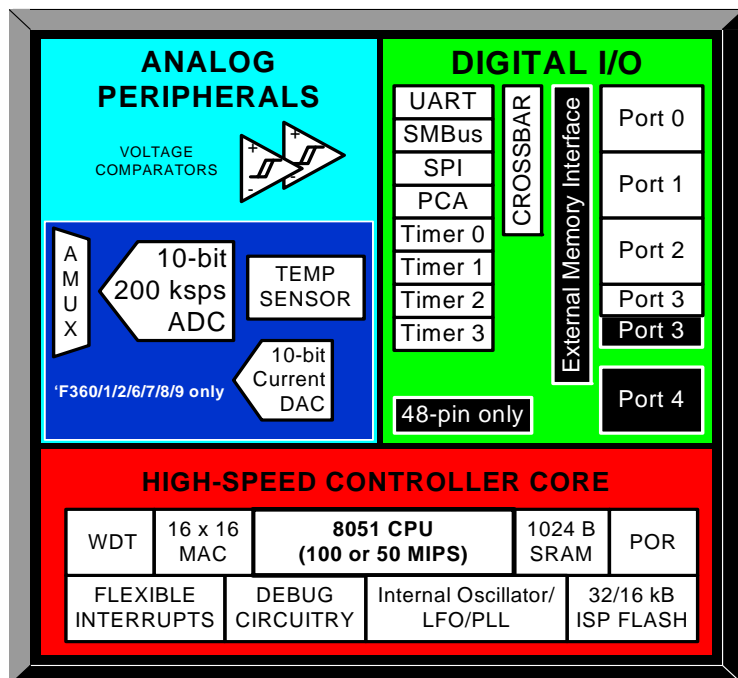 ANALOG
PERIPHERALS
VOLTAGE
COMPARATORS
+
-
+
-
A
M
U
X
10-bit
200 ksps
ADC
TEMP
SENSOR
10-bit
Current
DAC
‘F360/1/2/6/7/8/9 only
DIGITAL I/O
UART
SMBus
SPI
PCA
Timer 0
Timer 1
Timer 2
Timer 3
CROSSBAR
External Memory Interface
Port 0
Port 1
Port 2
Port 3
Port 3
Port 4
48-pin only
HIGH-SPEED CONTROLLER CORE
WDT
16 x 16
MAC
8051 CPU
(100 or 50 MIPS)
1024 B
SRAM
POR
FLEXIBLE
INTERRUPTS
DEBUG
CIRCUITRY
Internal Oscillator/
LFO/PLL
32/16 kB
ISP FLASH